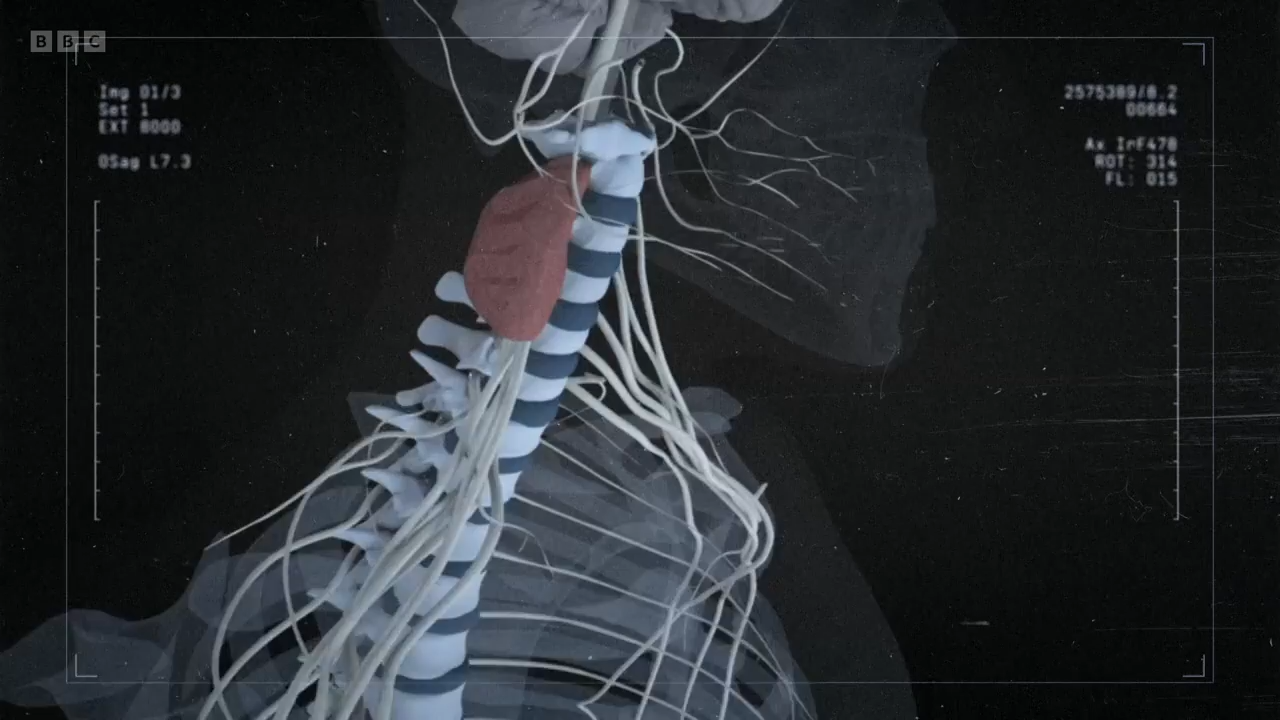 BBC
Img 01/3
Set 1
EXT 8000
0Sag L7.3
2575389/8.2
00664
Ax InF478
ROT: 314
FL: 015